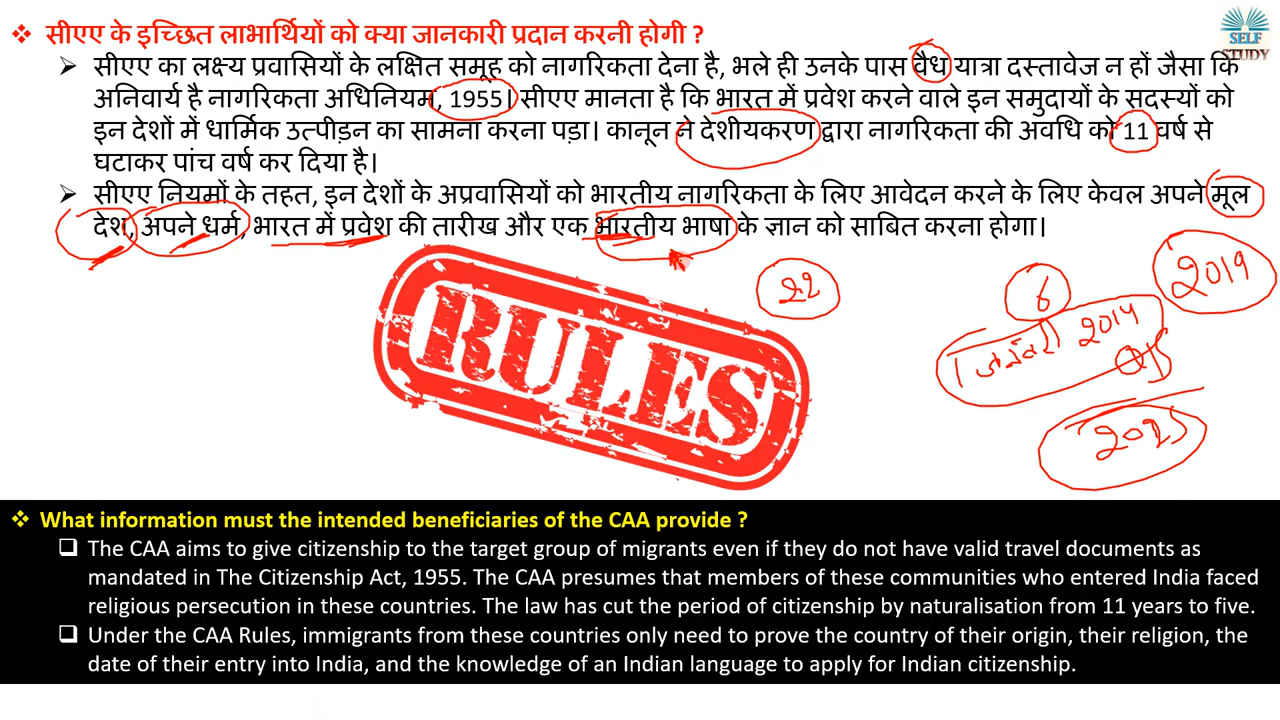 ❖ सीएए के इच्छित लाभार्थियों को क्या जानकारी प्रदान करनी होगी ?
SELF
STUDY
➤ सीएए का लक्ष्य प्रवासियों के लक्षित समूह को नागरिकता देना है, भले ही उनके पास वैध यात्रा दस्तावेज न हों जैसा कि
अनिवार्य है नागरिकता अधिनियम, 1955। सीएए मानता है कि भारत में प्रवेश करने वाले इन समुदायों के सदस्यों को
इन देशों में धार्मिक उत्पीड़न का सामना करना पड़ा। कानून ने देशीयकरण द्वारा नागरिकता की अवधि को 11 वर्ष से
घटाकर पांच वर्ष कर दिया है।
➤ सीएए नियमों के तहत, इन देशों के अप्रवासियों को भारतीय नागरिकता के लिए आवेदन करने के लिए केवल अपने मूल
देश, अपने धर्म, भारत में प्रवेश की तारीख और एक भारतीय भाषा के ज्ञान को साबित करना होगा।
2019
22
6
2014
RULES
❖ What information must the intended beneficiaries of the CAA provide ?
❑ The CAA aims to give citizenship to the target group of migrants even if they do not have valid travel documents as
mandated in The Citizenship Act, 1955. The CAA presumes that members of these communities who entered India faced
religious persecution in these countries. The law has cut the period of citizenship by naturalisation from 11 years to five.
❑ Under the CAA Rules, immigrants from these countries only need to prove the country of their origin, their religion, the
date of their entry into India, and the knowledge of an Indian language to apply for Indian citizenship.